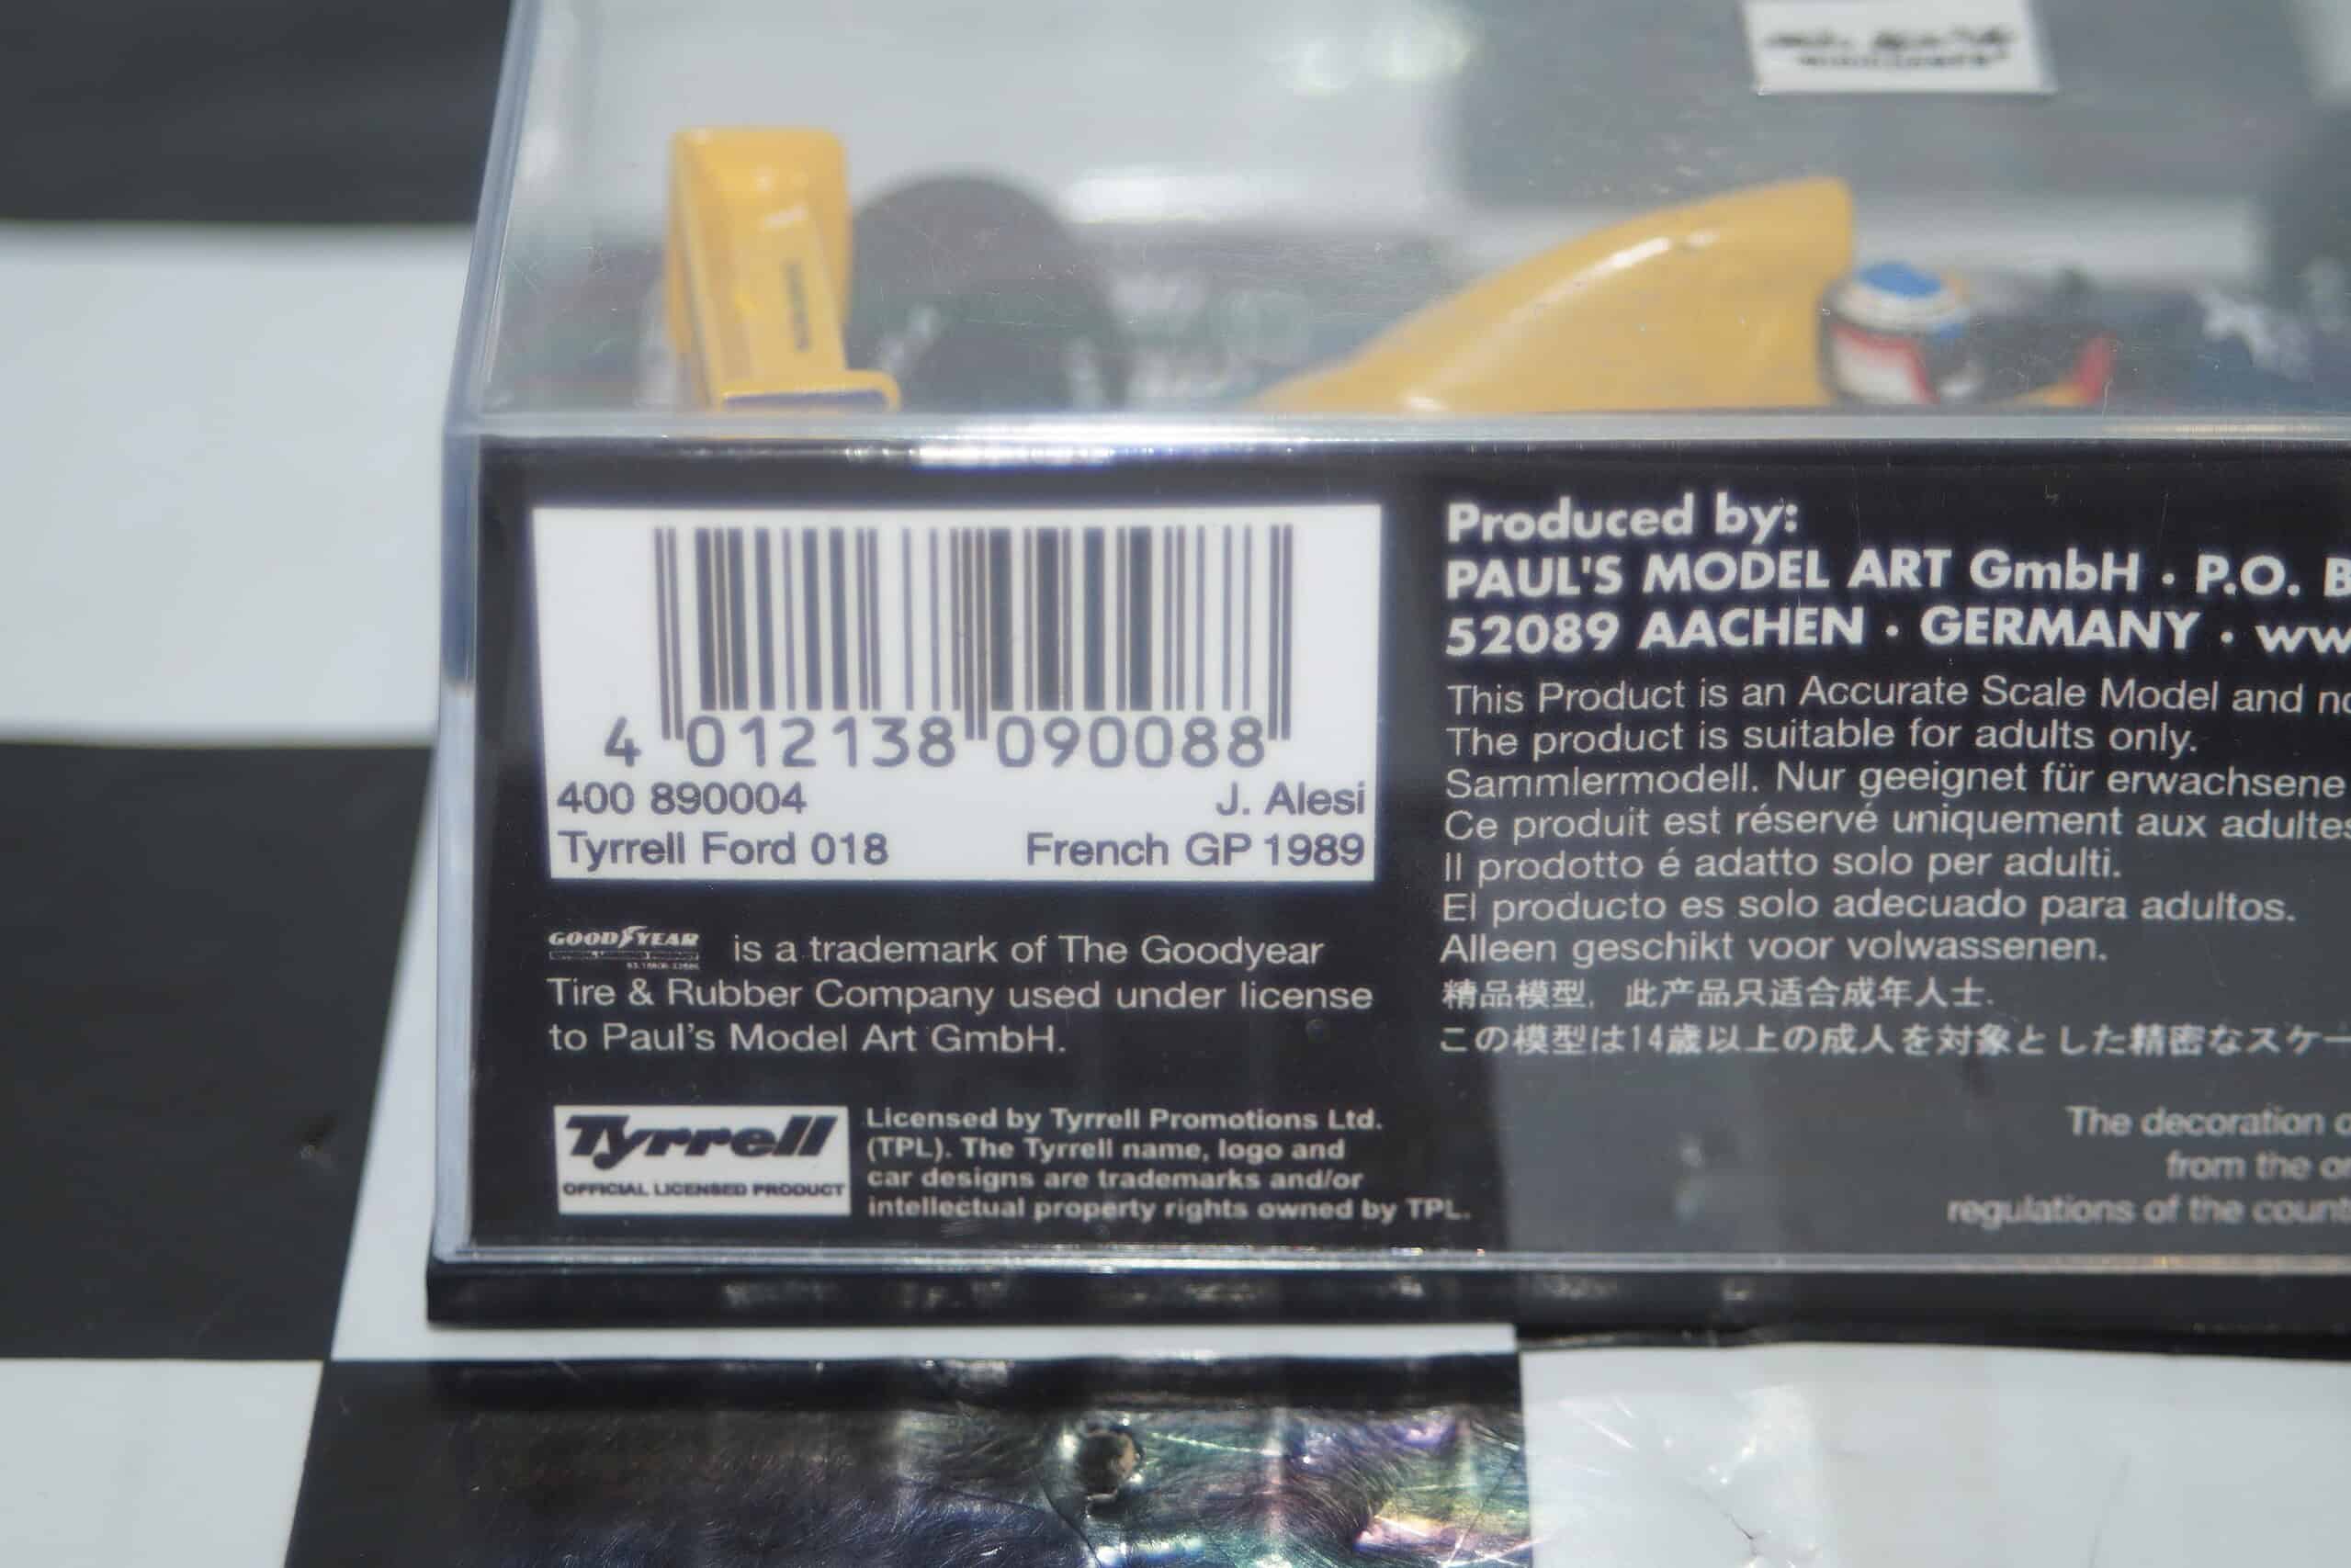 4 012138 090088
400 890004 J. Alesi
Tyrrell Ford 018 French GP 1989
GOODYEAR is a trademark of The Goodyear
Tire & Rubber Company used under license
to Paul's Model Art GmbH.
Tyrrell
OFFICIAL LICENSED PRODUCT
Licensed by Tyrrell Promotions Ltd.
(TPL). The Tyrrell name, logo and
car designs are trademarks and/or
intellectual property rights owned by TPL.
Produced by:
PAUL'S MODEL ART GmbH · P.O.
52089 AACHEN · GERMANY ·
This Product is an Accurate Scale Model and
The product is suitable for adults only.
Sammlermodell. Nur geeignet für erwachsene
Ce produit est réservé uniquement aux adultes
Il prodotto é adatto solo per adulti.
El producto es solo adecuado para adultos.
Alleen geschikt voor volwassenen.
精品模型, 此产品只适合成年人士.
この模型は14歳以上の成人を対象とした精密なスケー
The decoration
from the
regulations of the